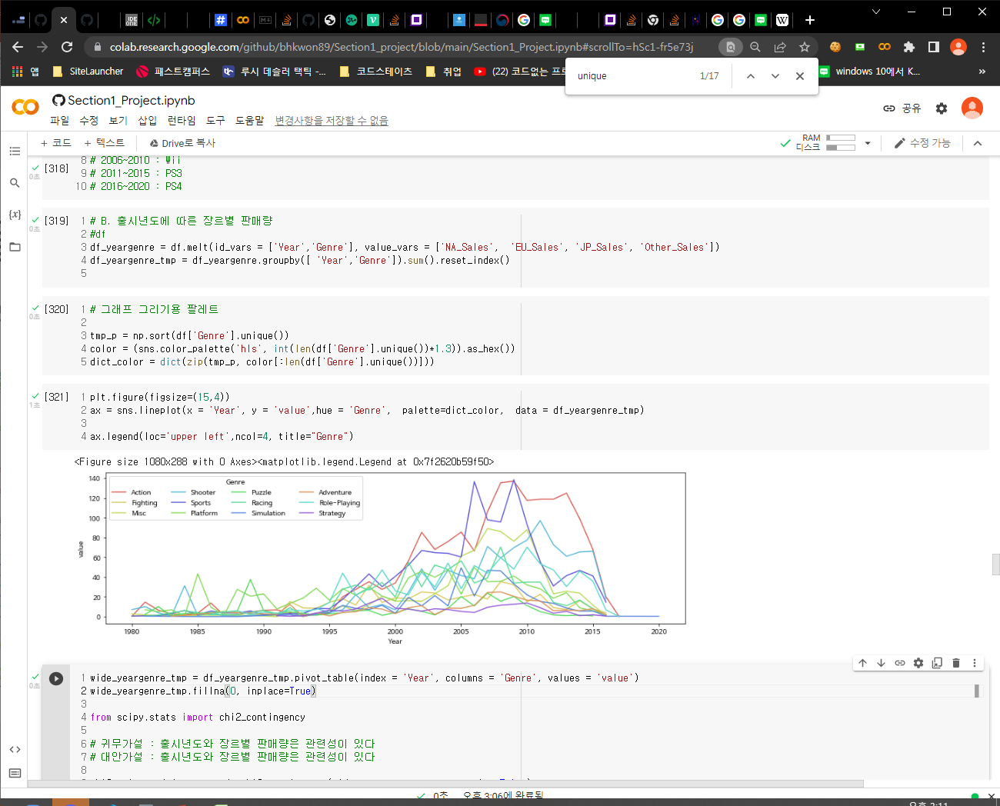 colab.research.google.com/github/bhkwon89/Section1_project/blob/main/Section1_Project.ipynb#scrollTo=hSc1-fr5e73j
앱 SiteLauncher 패스트캠퍼스 루시 데슬러 택틱 -... 코드스테이츠 취업 (22) 코드없는 프로 windows 10에서 K... »
unique 1/17
Section1_Project.ipynb
파일 수정 보기 삽입 런타임 도구 도움말 변경사항을 저장할 수 없음
공유
+ 코드 + 텍스트 Drive로 복사
RAM
디스크
수정 가능
[318]
0초
8 # 2006~2010 : Wii
9 # 2011~2015 : PS3
10 # 2016~2020 : PS4
[319]
0초
1 # B. 출시년도에 따른 장르별 판매량
2 #df
3 df_yeargenre = df.melt(id_vars = ['Year','Genre'], value_vars = ['NA_Sales', 'EU_Sales', 'JP_Sales', 'Other_Sales'])
4 df_yeargenre_tmp = df_yeargenre.groupby([ 'Year','Genre']).sum().reset_index()
5
[320]
0초
1 # 그래프 그리기용 팔레트
2
3 tmp_p = np.sort(df['Genre'].unique())
4 color = (sns.color_palette('hls', int(len(df['Genre'].unique())*1.3)).as_hex())
5 dict_color = dict(zip(tmp_p, color[:len(df['Genre'].unique())]))
[321]
1초
1 plt.figure(figsize=(15,4))
2 ax = sns.lineplot(x = 'Year', y = 'value',hue = 'Genre', palette=dict_color, data = df_yeargenre_tmp)
3
4 ax.legend(loc='upper left',ncol=4, title="Genre")
<Figure size 1080x288 with 0 Axes><matplotlib.legend.Legend at 0x7f2620b59f50>
Genre
Action Shooter Puzzle Adventure
Fighting Sports Racing Role-Playing
Misc Platform Simulation Strategy
140
120
100
80
60
40
20
0
value
1980 1985 1990 1995 2000 2005 2010 2015 2020
Year
0초
1 wide_yeargenre_tmp = df_yeargenre_tmp.pivot_table(index = 'Year', columns = 'Genre', values = 'value')
2 wide_yeargenre_tmp.fillna(0, inplace=True)
3
4 from scipy.stats import chi2_contingency
5
6 # 귀무가설 : 출시년도와 장르별 판매량은 관련성이 있다
7 # 대안가설 : 출시년도와 장르별 판매량은 관련성이 있다
8
0초 오후 3:06에 완료됨